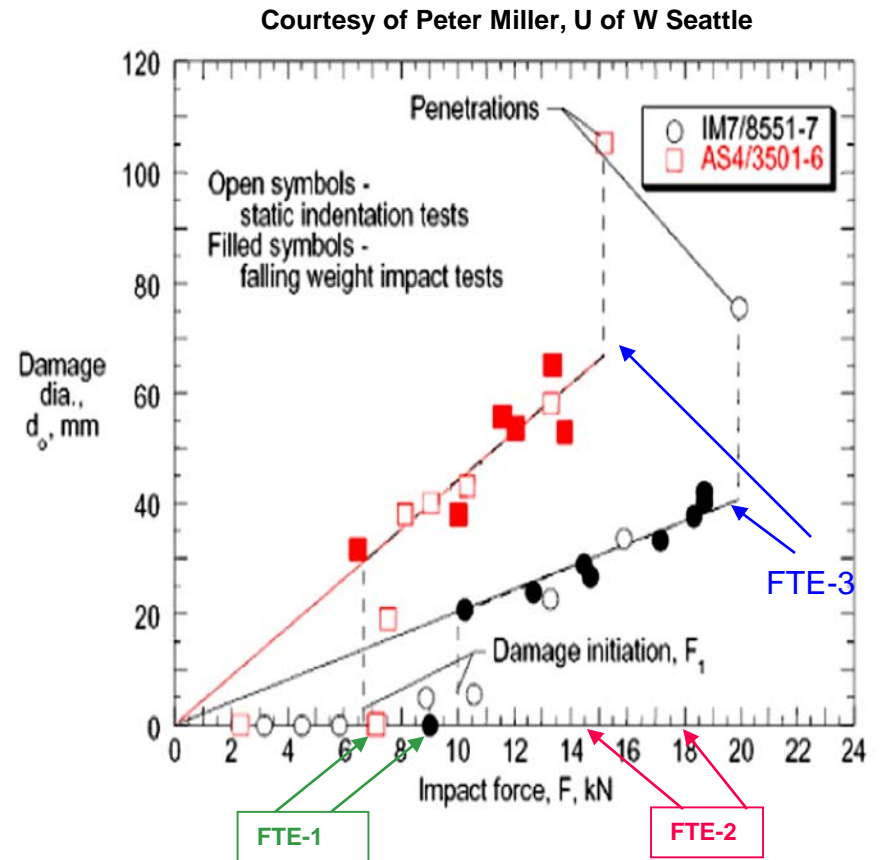 Courtesy of Peter Miller, U of W Seattle
120
100
80
60
40
20
0
Damage
dia.,
d₀, mm
Penetrations
IM7/8551-7
AS4/3501-6
Open symbols -
static indentation tests
Filled symbols -
falling weight impact tests
FTE-3
Damage initiation, F₁
0 2 4 6 8 10 12 14 16 18 20 22 24
Impact force, F, kN
FTE-1
FTE-2